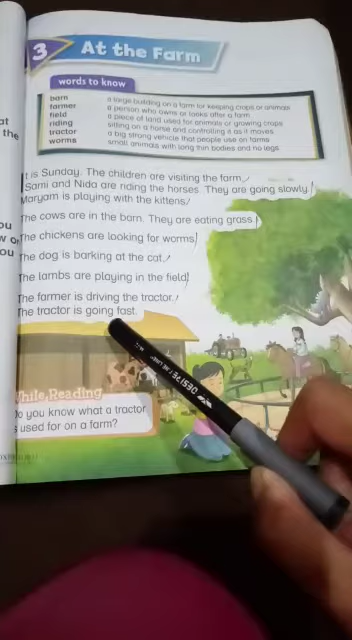 3 At the Farm
words to know
barn a large building on a farm for keeping crops or animals
farmer a person who owns or looks after a farm
field a piece of land used for animals or growing crops
riding sitting on a horse and controlling it as it moves
tractor a big strong vehicle that people use on farms
worms small animals with long thin bodies and no legs
at
the
t is Sunday. The children are visiting the farm.
Sami and Nida are riding the horses. They are going slowly.
Maryam is playing with the kittens.
The cows are in the barn. They are eating grass.
The chickens are looking for worms.
The dog is barking at the cat.
The lambs are playing in the field.
The farmer is driving the tractor.
The tractor is going fast.
ou
w or
ou
While Reading
Do you know what a tractor
s used for on a farm?